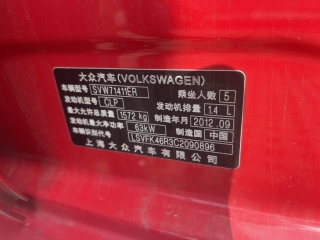 大众汽车(VOLKSWAGEN)
车辆型号 SVW71411ER 乘坐人数 5
发动机型号 CLP 发动机排量 1.4 L
最大允许总质量 1572 kg 制造年月 2012.09
发动机最大净功率 63kW 制造国 中国
车辆识别代号 LSVFK46R3C2090896
上海大众汽车有限公司